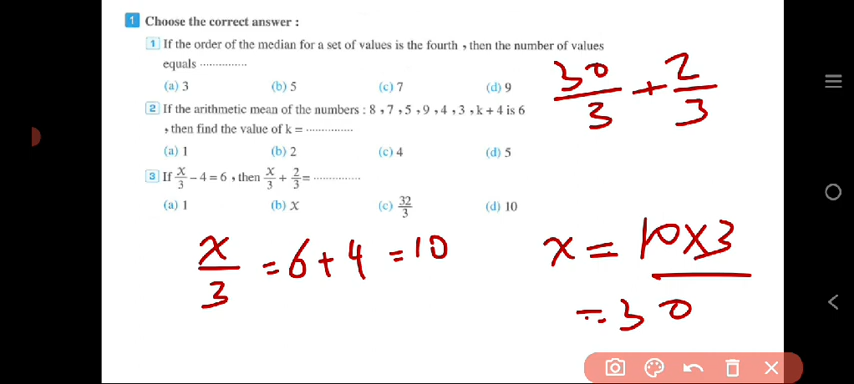 1 Choose the correct answer :
1 If the order of the median for a set of values is the fourth , then the number of values
equals ...............
(a) 3 (b) 5 (c) 7 (d) 9
2 If the arithmetic mean of the numbers : 8 , 7 , 5 , 9 , 4 , 3 , k + 4 is 6
, then find the value of k = ...............
(a) 1 (b) 2 (c) 4 (d) 5
3 If x/3 – 4 = 6 , then x/3 + 2/3 = ...............
(a) 1 (b) x (c) 32/3 (d) 10
30/3 + 2/3
x/3 = 6 + 4 = 10
x = 10 x 3
= 30